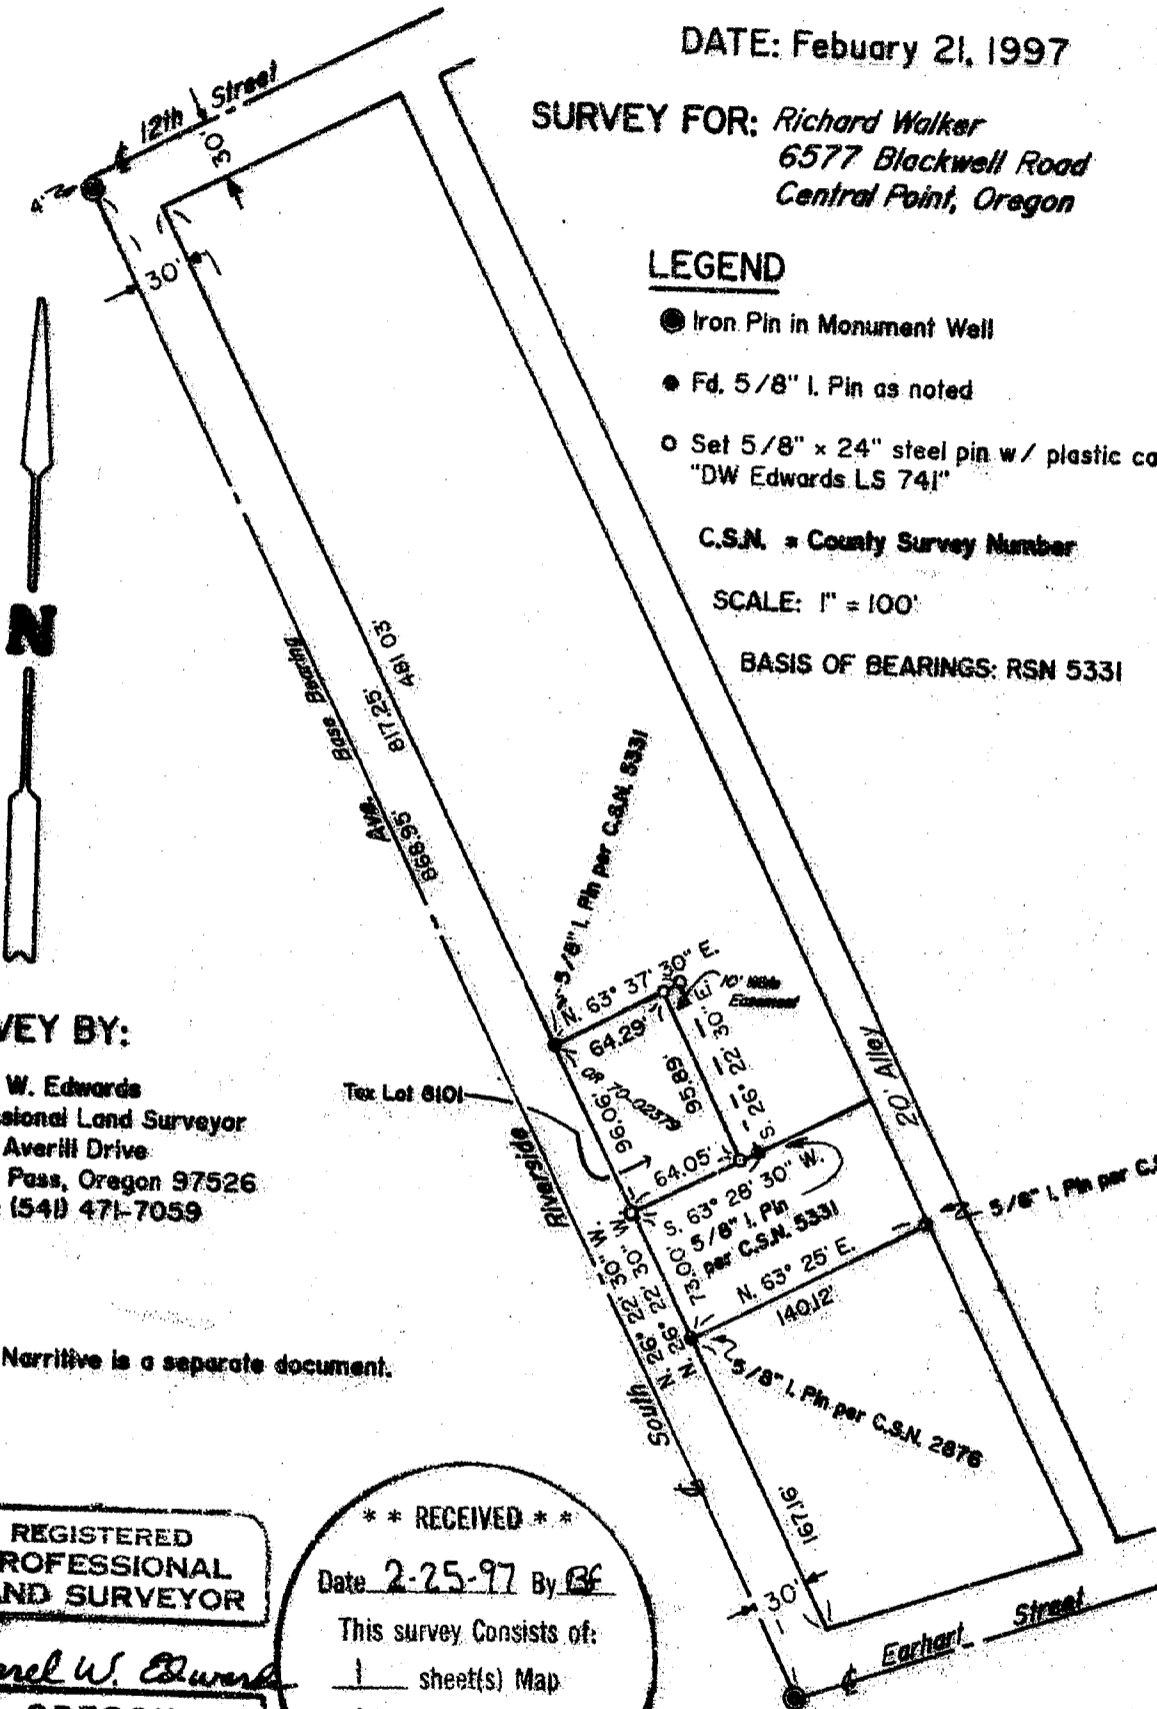 DATE: Febuary 21, 1997
SURVEY FOR: Richard Walker
6577 Blackwell Road
Central Point, Oregon
LEGEND
Iron Pin in Monument Well
Fd. 5/8" I. Pin as noted
Set 5/8" x 24" steel pin w/ plastic ca
"DW Edwards LS 741"
C.S.N. = County Survey Number
SCALE: 1" = 100'
BASIS OF BEARINGS: RSN 5331
℄ 12th Street
30'
4"
30'
N
Base Bearing
481.03'
817.25'
Ave.
868.95'
5/8" I. Pin per C.S.N. 5331
N. 63° 37' 30" E.
64.29'
10' Wide
Easement
S. 26° 22' 30" E.
95.89'
96.06'
Tax Lot 8101
64.05'
S. 63° 28' 30" W.
5/8" I. Pin
per C.S.N. 5331
20' Alley
Riverside
73.00'
N. 26° 22' 30" W.
N. 26° 22' 30" W.
N. 63° 25' E.
140.12'
5/8" I. Pin per C.S
5/8" I. Pin per C.S.N. 2876
South
℄
167.16'
30'
℄ Earhart Street
VEY BY:
W. Edwards
ssional Land Surveyor
Averill Drive
Pass, Oregon 97526
(541) 471-7059
Narritive is a separate document.
REGISTERED
ROFESSIONAL
AND SURVEYOR
rrel W. Edwards
OREGON
* * RECEIVED * *
Date 2-25-97 By BF
This survey Consists of:
1 sheet(s) Map